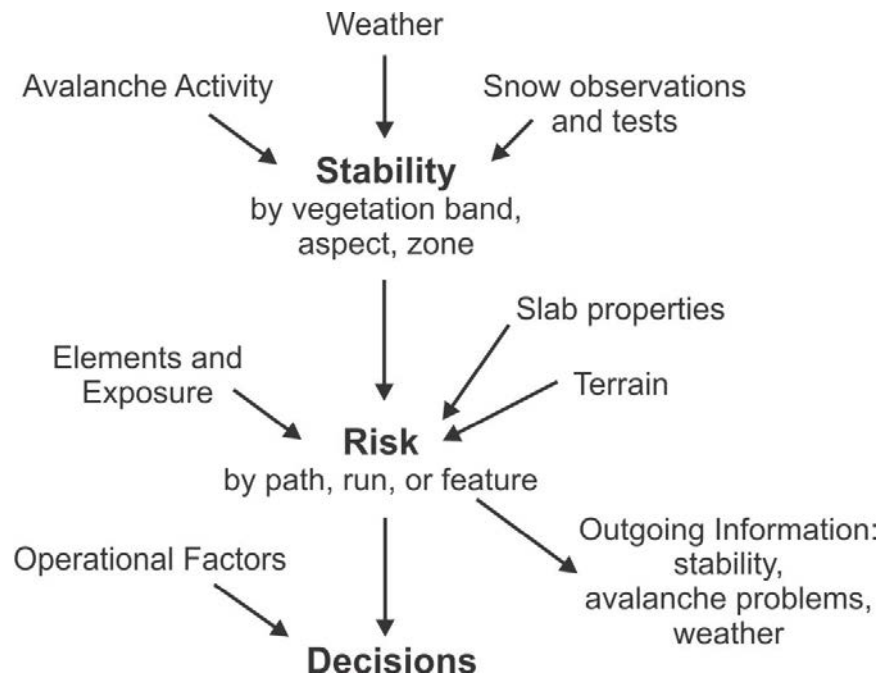 Weather
Avalanche Activity
Snow observations
and tests
Stability
by vegetation band,
aspect, zone
Slab properties
Elements and
Exposure
Terrain
Risk
by path, run, or feature
Operational Factors
Outgoing Information:
stability,
avalanche problems,
weather
Decisions